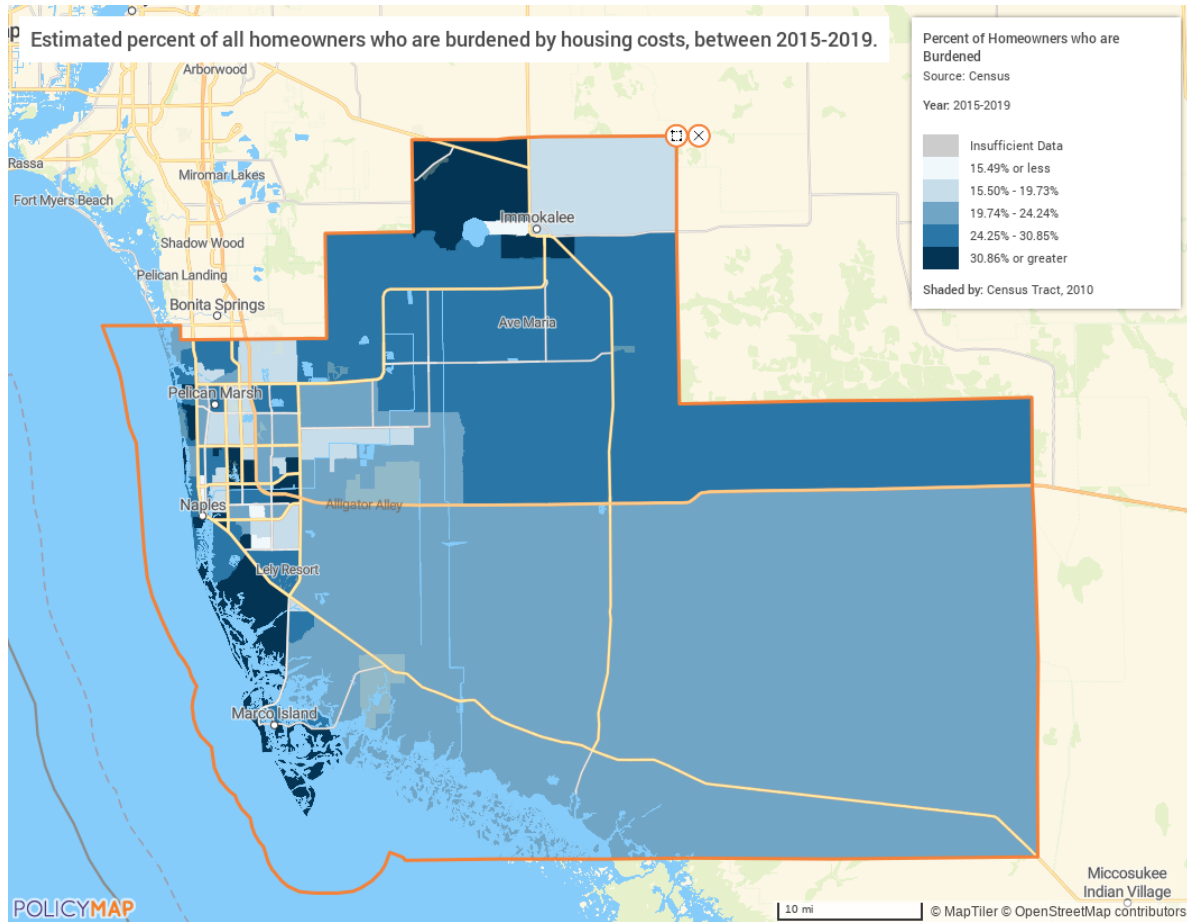 Estimated percent of all homeowners who are burdened by housing costs, between 2015-2019.
Percent of Homeowners who are
Burdened
Source: Census
Year: 2015-2019
Insufficient Data
15.49% or less
15.50% - 19.73%
19.74% - 24.24%
24.25% - 30.85%
30.86% or greater
Shaded by: Census Tract, 2010
Arborwood
Rassa
Miromar Lakes
Fort Myers Beach
Shadow Wood
Pelican Landing
Bonita Springs
Immokalee
Ave Maria
Pelican Marsh
Naples
Alligator Alley
Lely Resort
Marco Island
Miccosukee
Indian Village
POLICYMAP
10 mi
© MapTiler © OpenStreetMap contributors